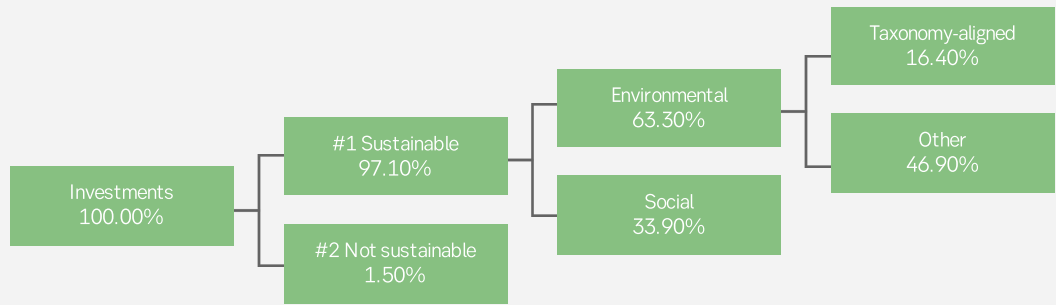 Investments
100.00%
#1 Sustainable
97.10%
#2 Not sustainable
1.50%
Environmental
63.30%
Social
33.90%
Taxonomy-aligned
16.40%
Other
46.90%